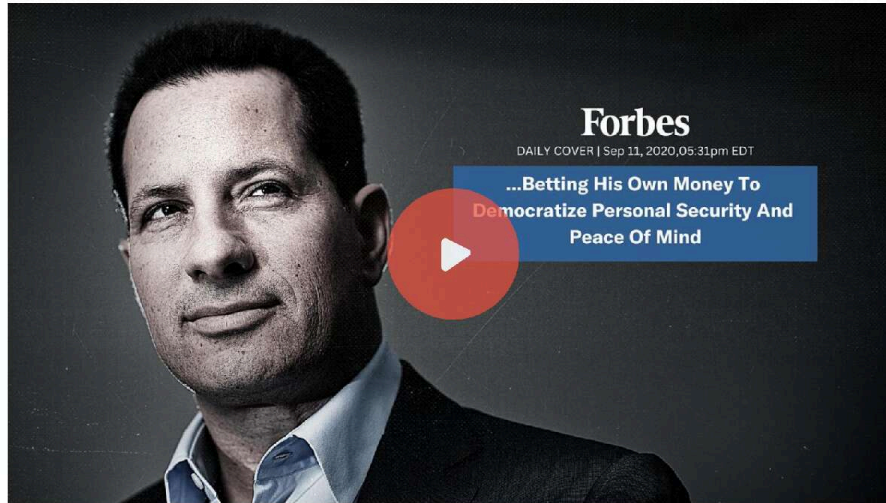 Forbes
DAILY COVER | Sep 11, 2020,05:31pm EDT
...Betting His Own Money To
Democratize Personal Security And
Peace Of Mind